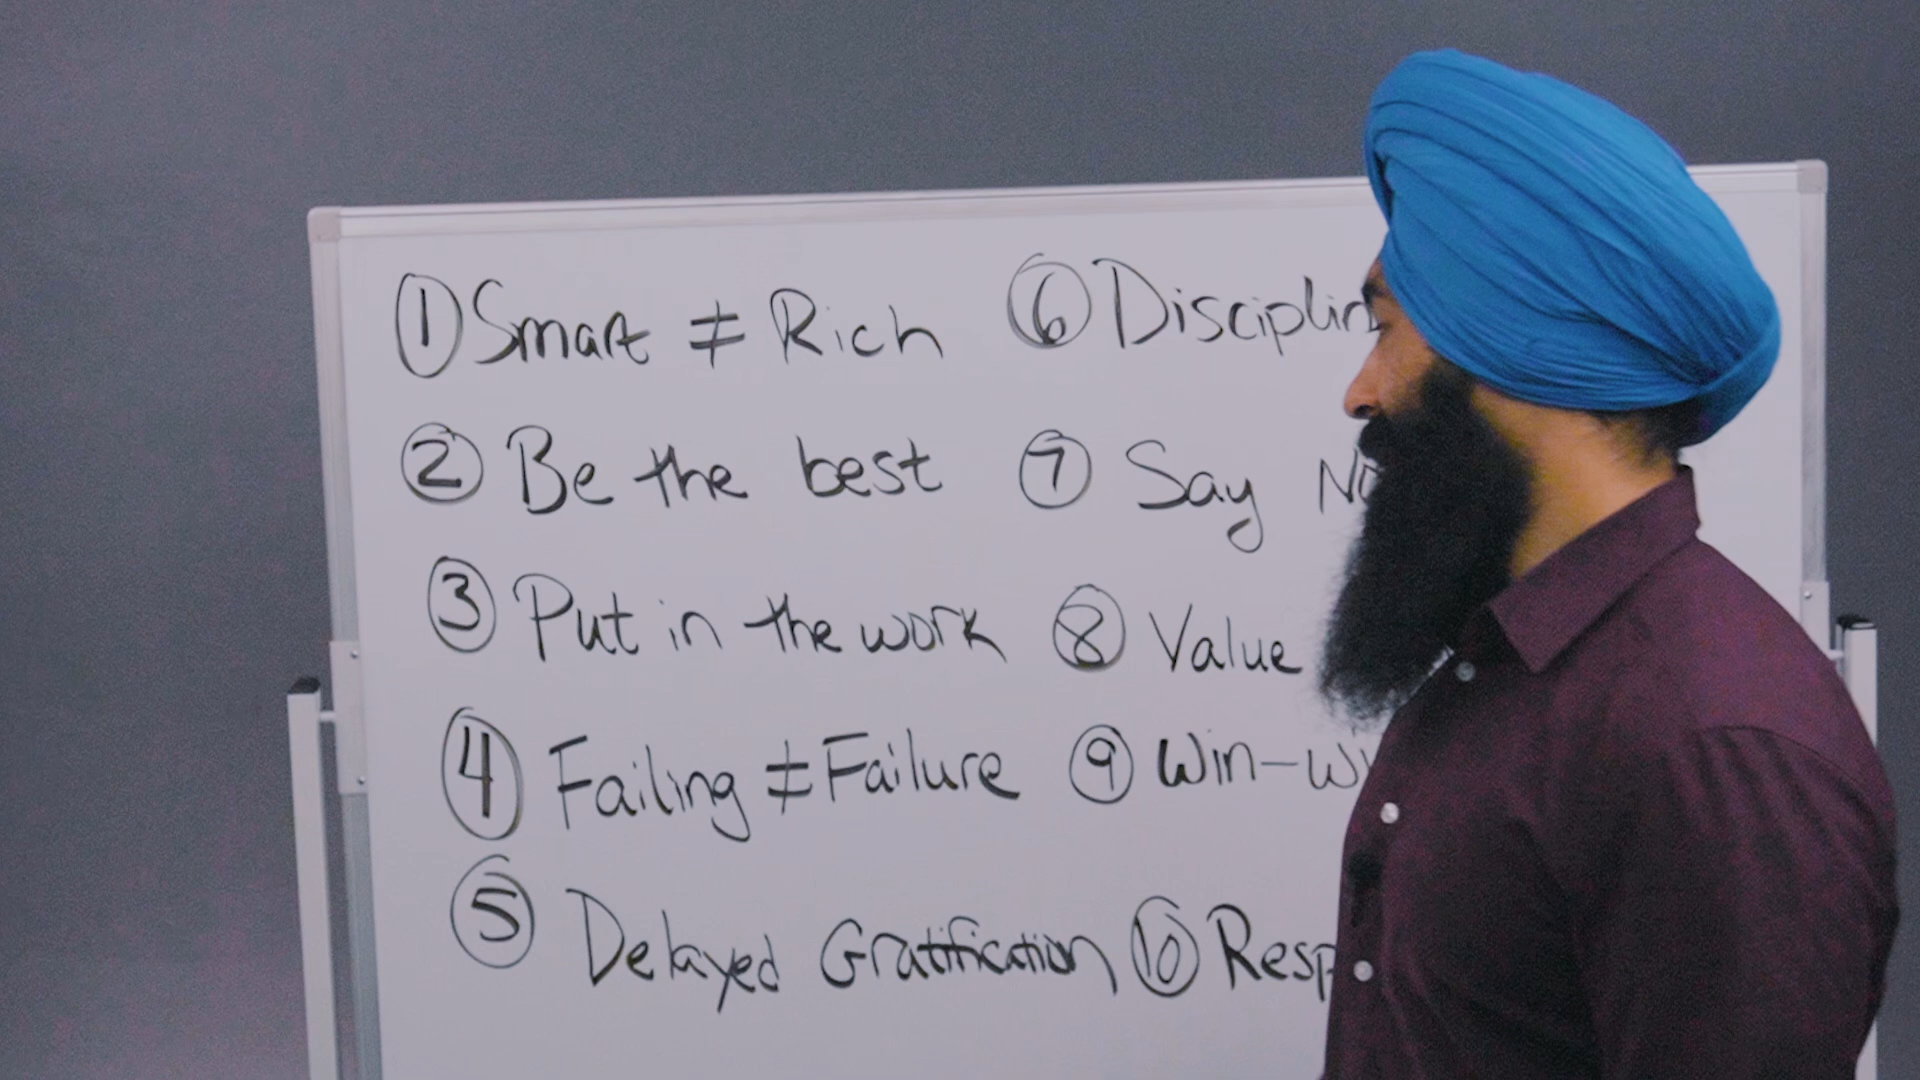 ① Smart ≠ Rich
② Be the best
③ Put in the work
④ Failing ≠ Failure
⑤ Delayed Gratification
⑥
⑦ Say
⑧ Value
⑨
⑩